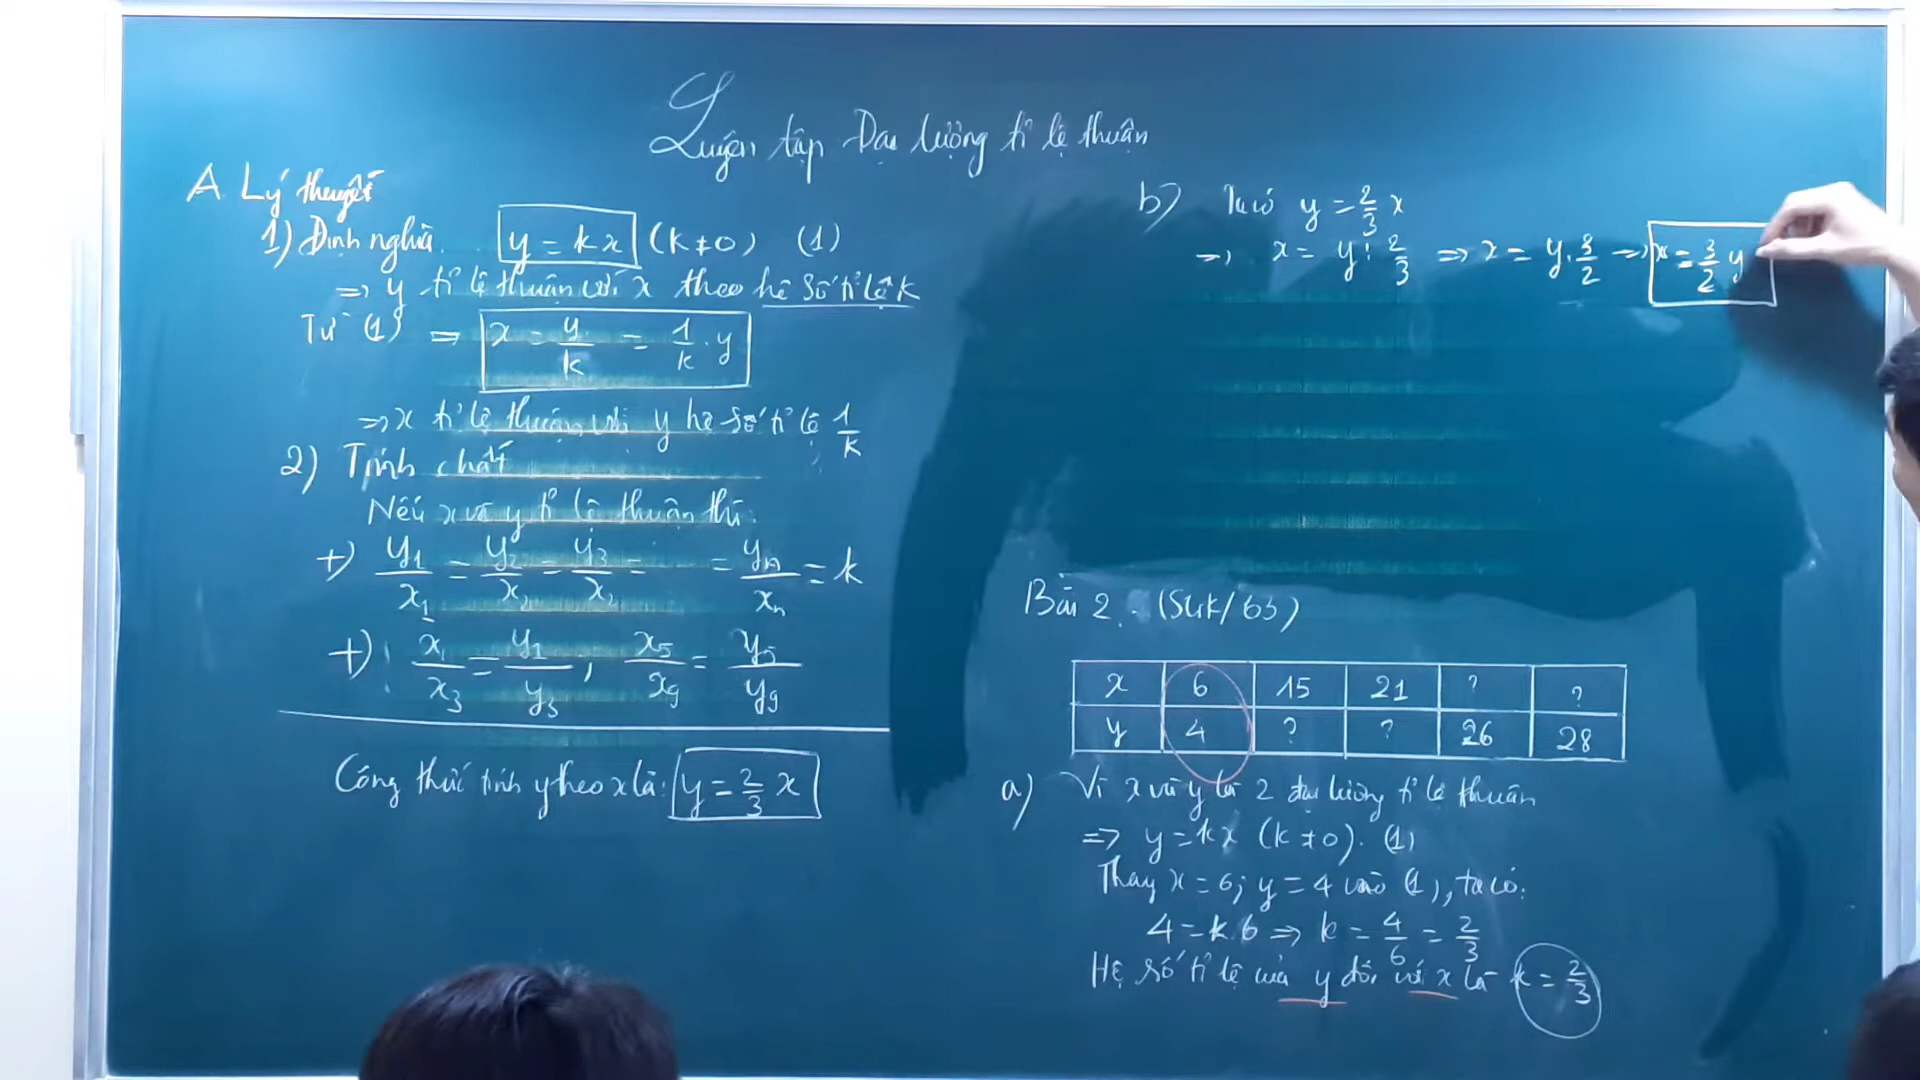 Luyện tập Đại lượng tỉ lệ thuận
A Lý thuyết
1) Định nghĩa. y = kx (k ≠ 0) (1)
=> y tỉ lệ thuận với x theo hệ số tỉ lệ k
Từ (1) => x = y/k = 1/k . y
=> x tỉ lệ thuận với y hệ số tỉ lệ 1/k
2) Tính chất
Nếu x và y tỉ lệ thuận thì:
+) y1/x1 = y2/x2 = y3/x2 = = yn/xn = k
+) x1/x3 = y1/y3 ; x5/x9 = y5/y9
Công thức tính y theo x là: y = 2/3 x
b) Ta có y = 2/3 x
=> x = y : 2/3 => x = y . 3/2 => x = 3/2 y
Bài 2. (SGK/63)
x 6 15 21 ? ?
y 4 ? ? 26 28
a) Vì x và y là 2 đại lượng tỉ lệ thuận
=> y = kx (k ≠ 0). (1)
Thay x = 6; y = 4 vào (1), ta có:
4 = k.6 => k = 4/6 = 2/3
Hệ số tỉ lệ của y đối với x là k = 2/3